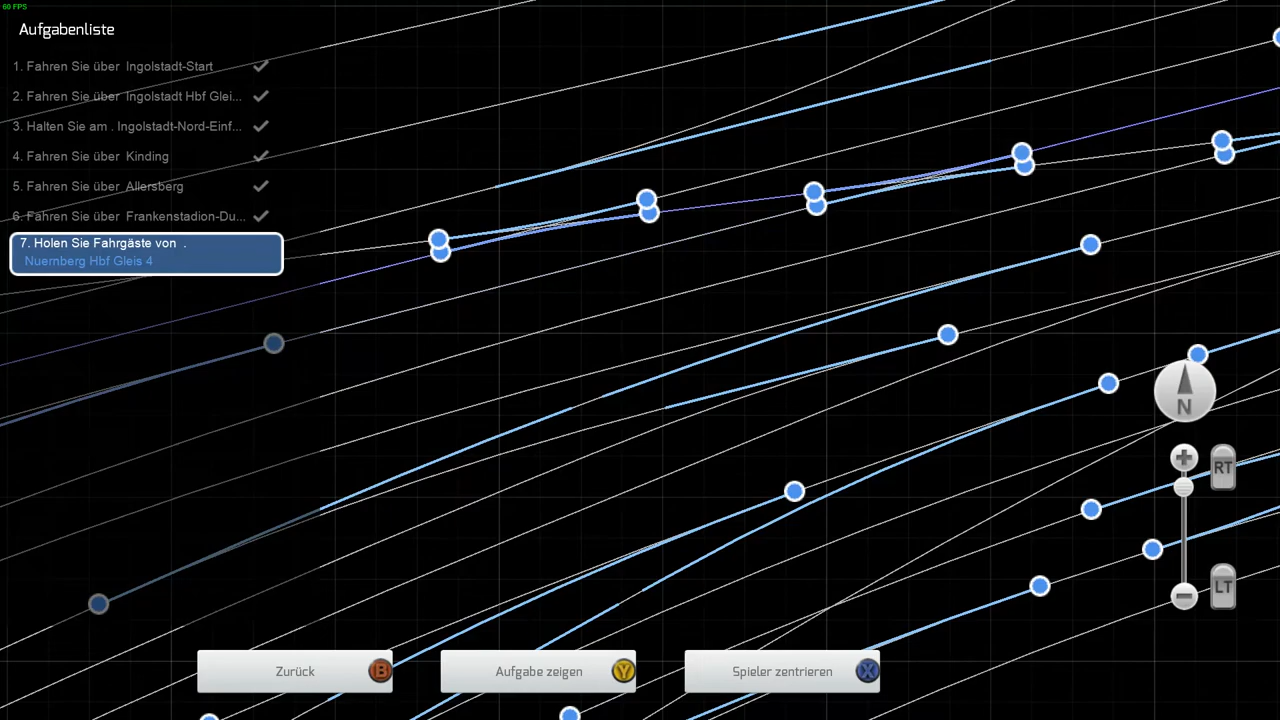 60 FPS
Aufgabenliste
1. Fahren Sie über Ingolstadt-Start
2. Fahren Sie über Ingolstadt Hbf Glei...
3. Halten Sie am . Ingolstadt-Nord-Einf...
4. Fahren Sie über Kinding
5. Fahren Sie über Allersberg
6. Fahren Sie über Frankenstadion-Du...
7. Holen Sie Fahrgäste von .
Nuernberg Hbf Gleis 4
N
RT
LT
Zurück B
Aufgabe zeigen Y
Spieler zentrieren X